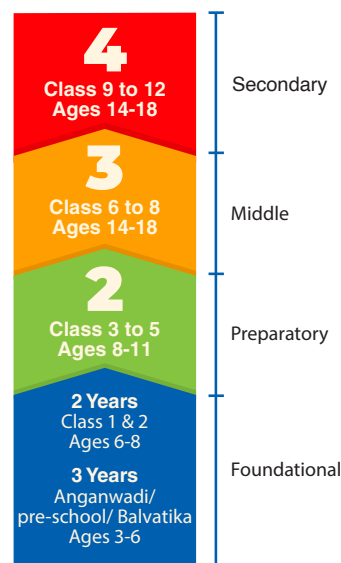 4
Class 9 to 12
Ages 14-18
Secondary
3
Class 6 to 8
Ages 14-18
Middle
2
Class 3 to 5
Ages 8-11
Preparatory
2 Years
Class 1 & 2
Ages 6-8
3 Years
Anganwadi/
pre-school/ Balvatika
Ages 3-6
Foundational